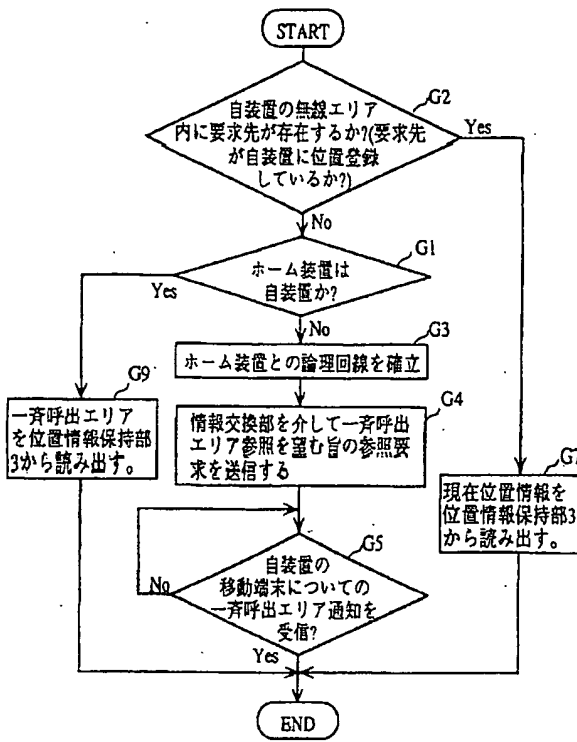 START
G2
自装置の無線エリア
内に要求先が存在するか?(要求先
が自装置に位置登録
しているか?)
Yes
No
G1
ホーム装置は
自装置か?
Yes
No
G3
ホーム装置との論理回線を確立
G9
一斉呼出エリア
を位置情報保持部
3から読み出す。
G4
情報交換部を介して一斉呼出
エリア参照を望む旨の参照要
求を送信する
G7
現在位置情報を
位置情報保持部3
から読み出す。
G5
自装置の
移動端末についての
一斉呼出エリア通知を
受信?
No
Yes
END